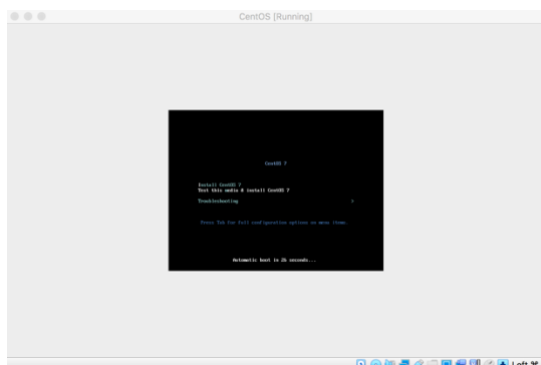 CentOS [Running]
CentOS 7
Install CentOS 7
Test this media & install CentOS 7
Troubleshooting >
Press Tab for full configuration options on menu items.
Automatic boot in 26 seconds...
Left ⌘